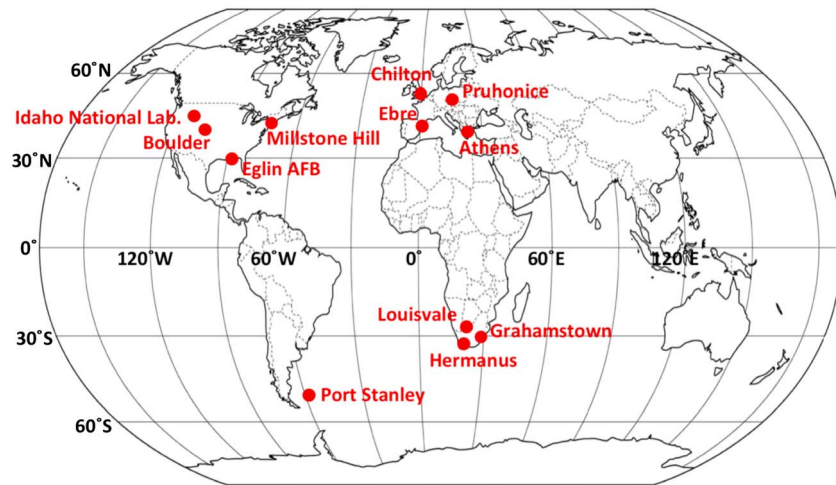 60˚N
Chilton
Pruhonice
Idaho National Lab.
Ebre
Boulder
Millstone Hill
Athens
30˚N
Eglin AFB
0˚
120˚W
60˚W
0˚
60˚E
120˚E
Louisvale
Grahamstown
30˚S
Hermanus
Port Stanley
60˚S